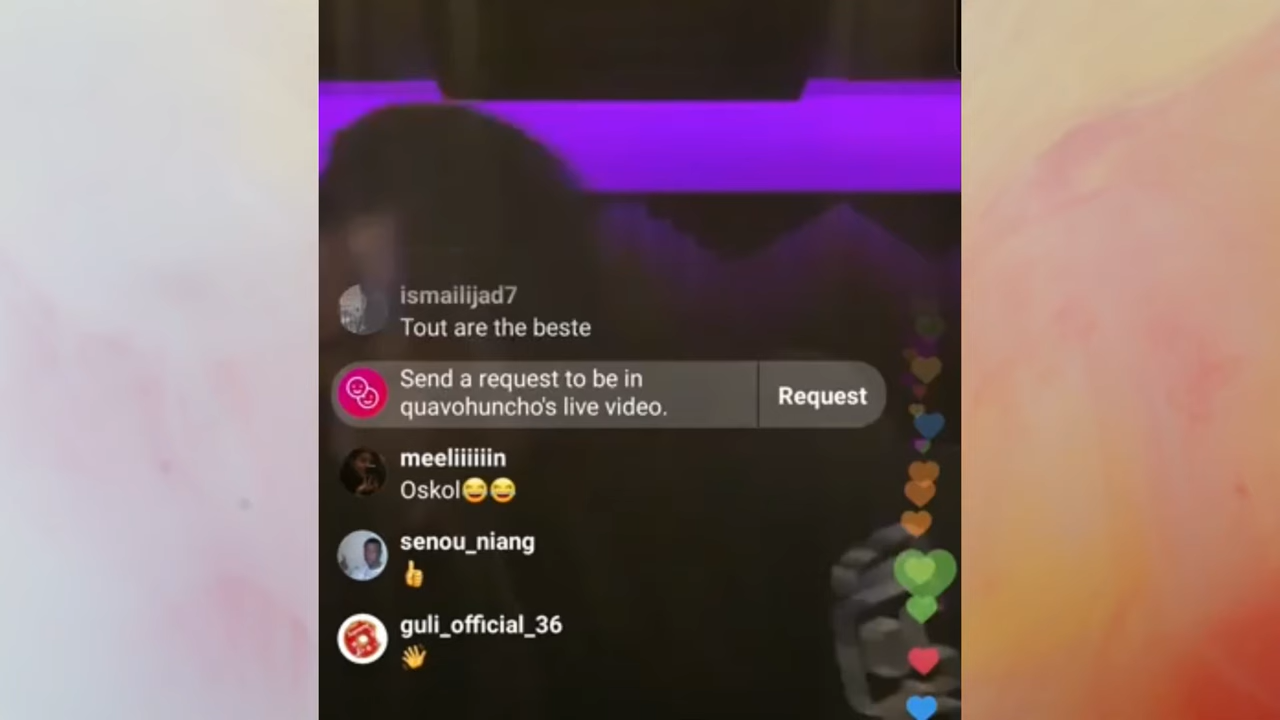 ismailijad7
Tout are the beste
Send a request to be in
quavohuncho's live video.
Request
meeliiiiiin
Oskol😂😂
senou_niang
👍
guli_official_36
👋